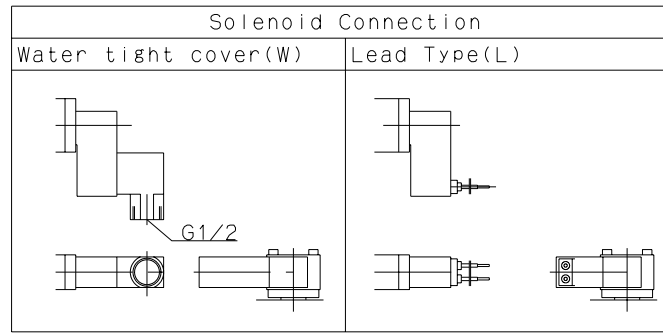 Solenoid Connection
Water tight cover(W)
Lead Type(L)
G1/2